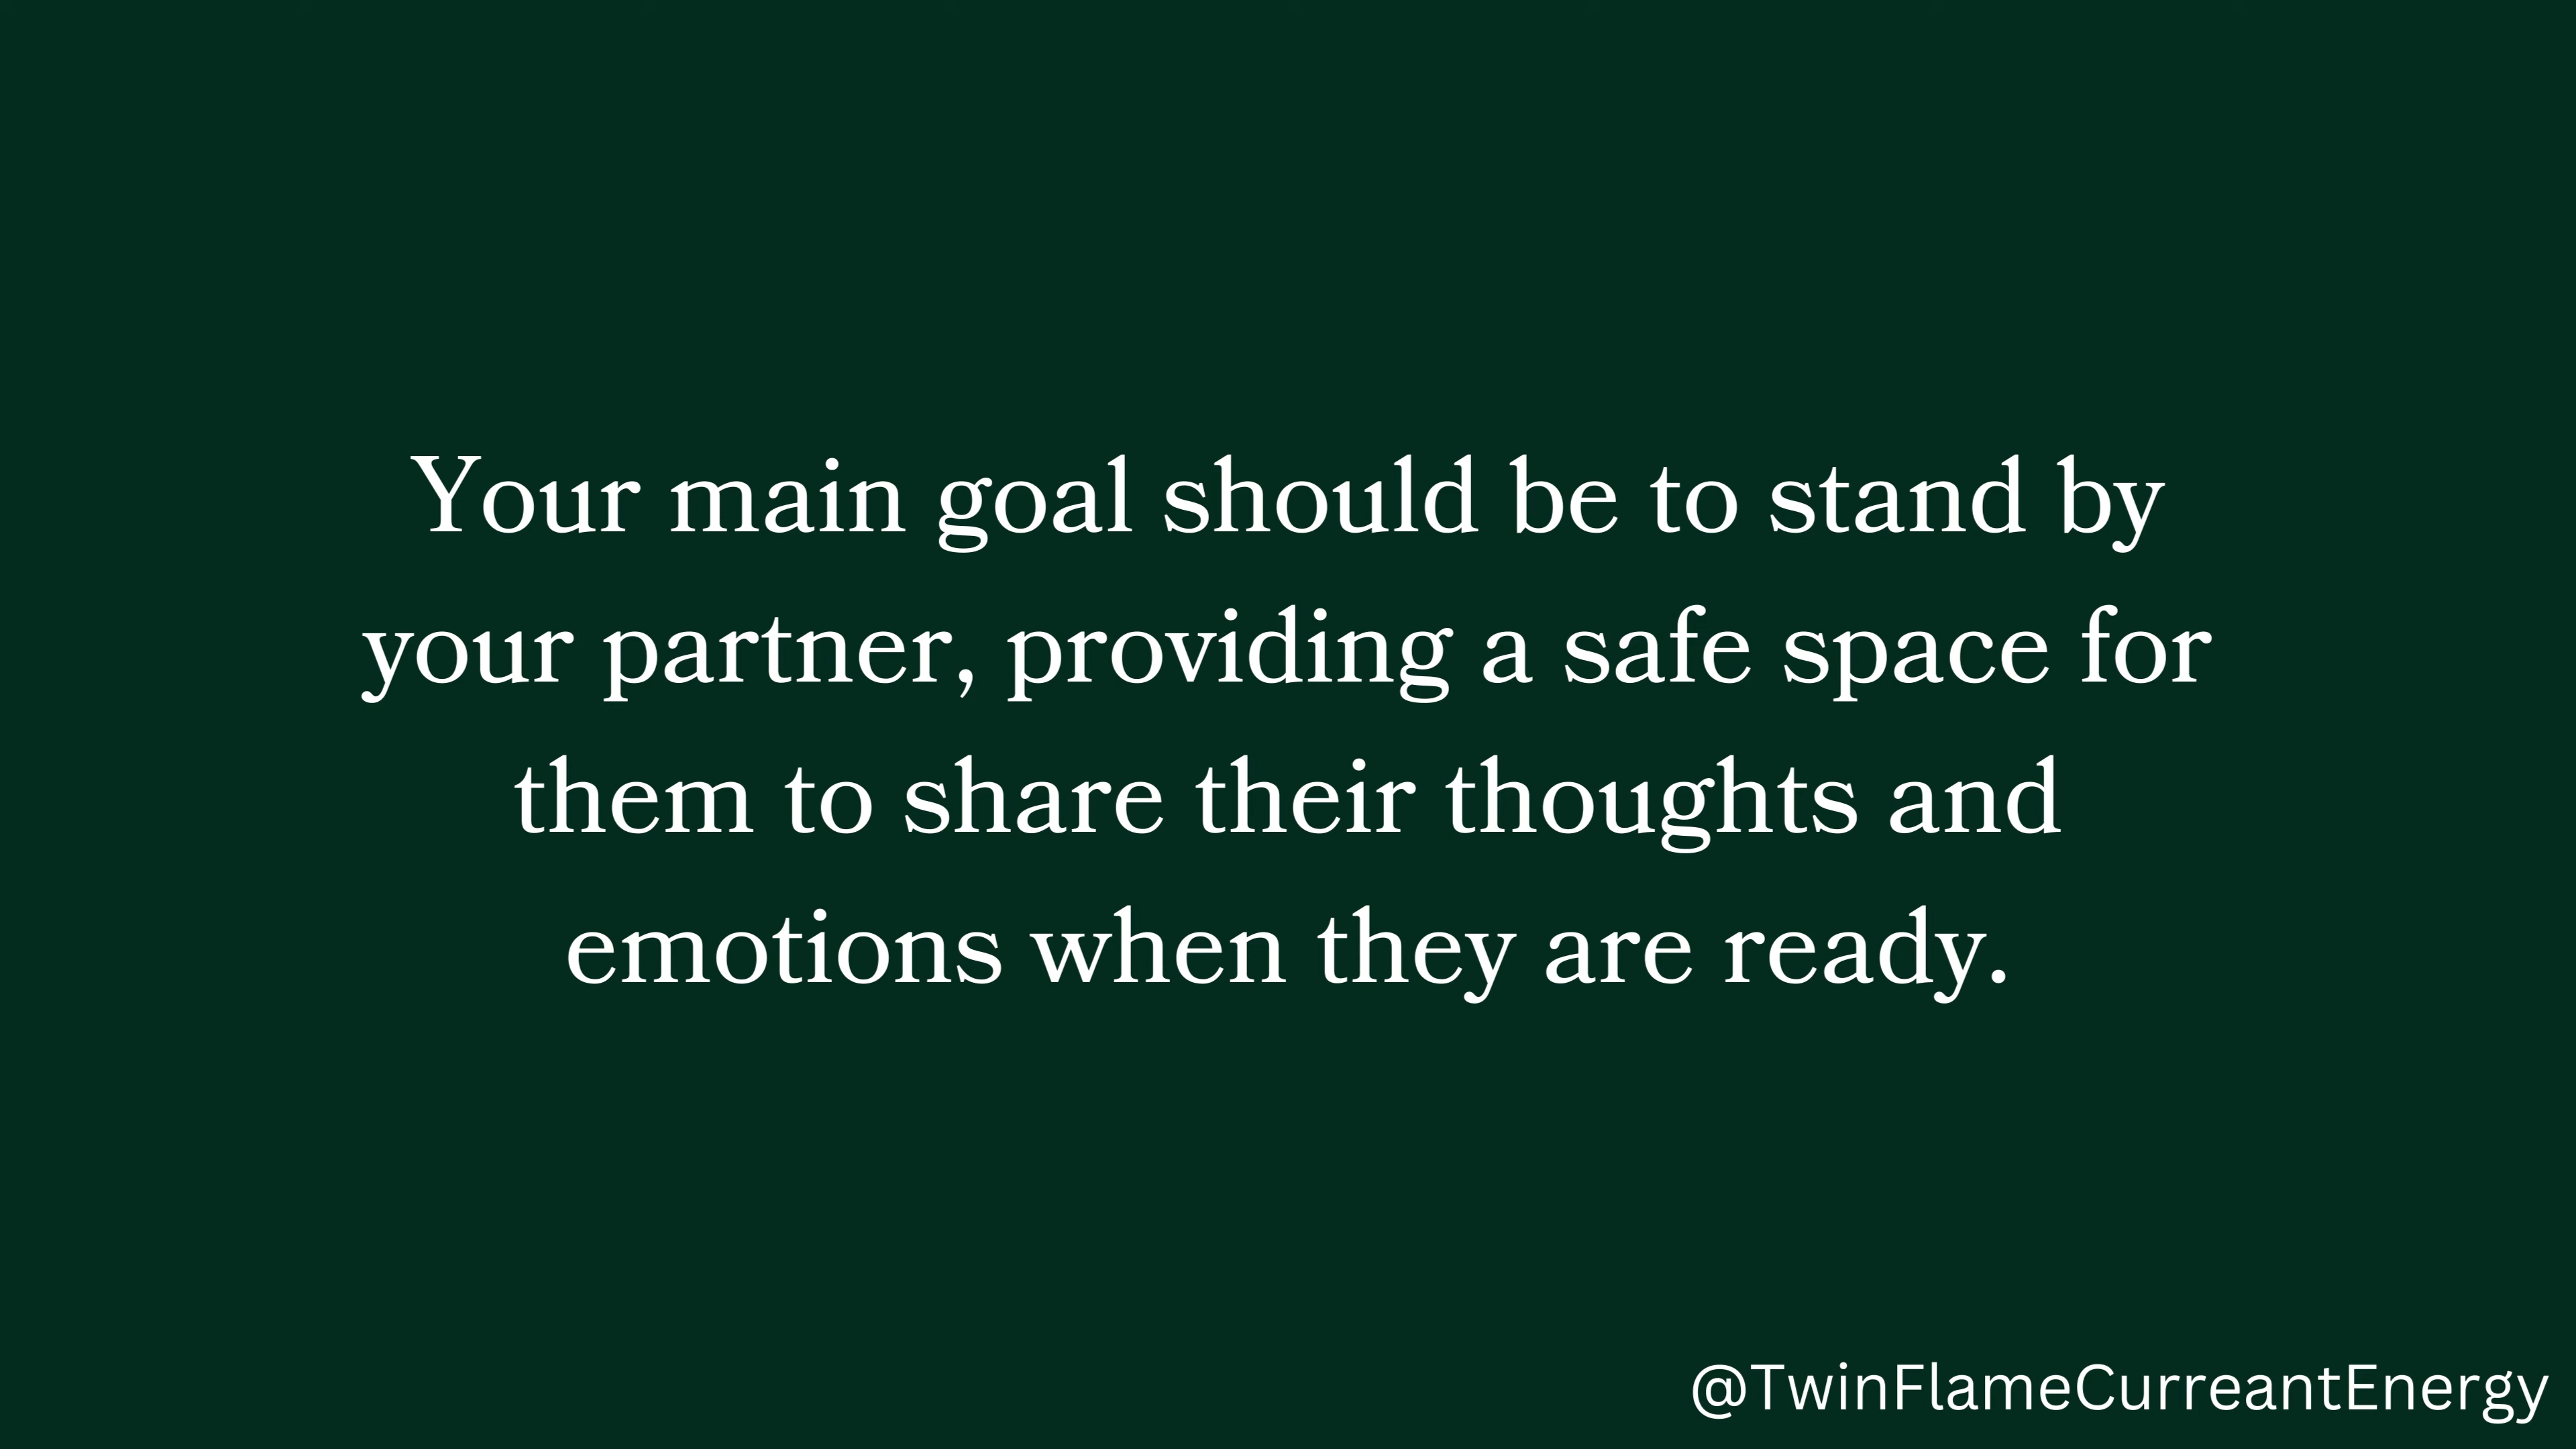 Your main goal should be to stand by
your partner, providing a safe space for
them to share their thoughts and
emotions when they are ready.
@TwinFlameCurreantEnergy